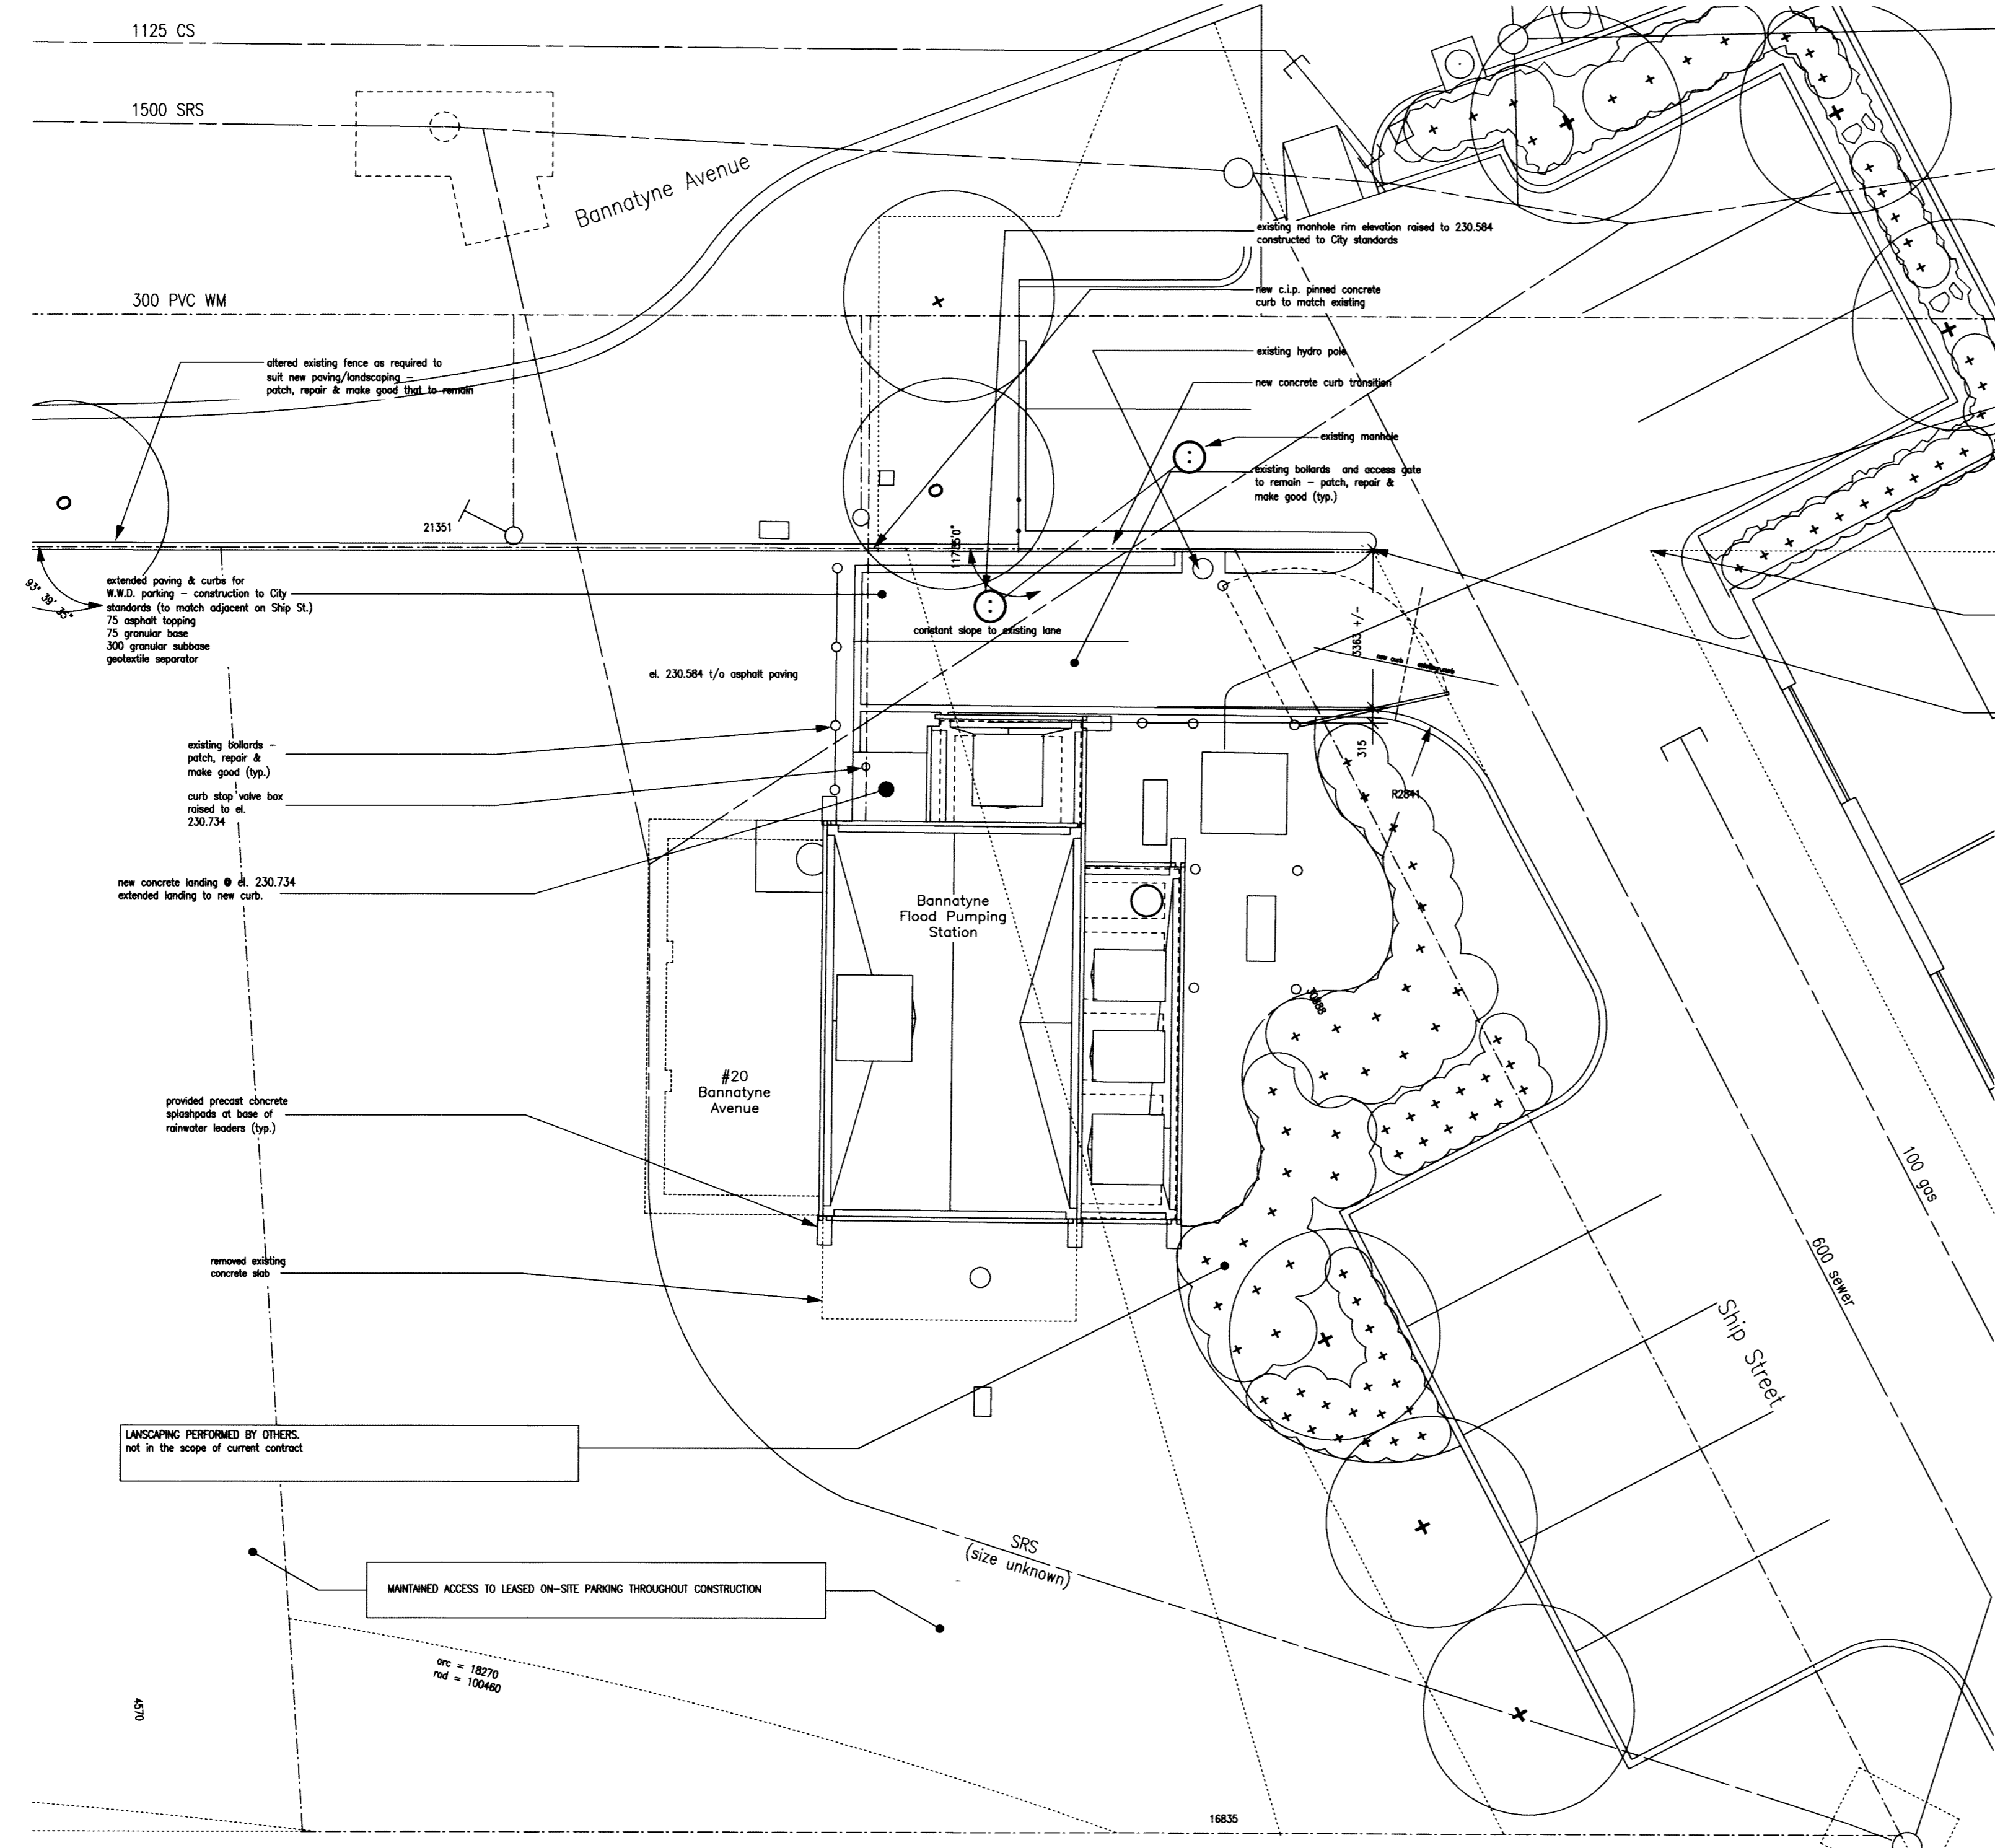 1125 CS
1500 SRS
Bannatyne Avenue
300 PVC WM
existing manhole rim elevation raised to 230.584
constructed to City standards
new c.i.p. pinned concrete
curb to match existing
existing hydro pole
new concrete curb transition
existing manhole
existing bollards and access gate
to remain – patch, repair &
make good (typ.)
altered existing fence as required to
suit new paving/landscaping –
patch, repair & make good that to remain
21351
93° 39' 35"
extended paving & curbs for
W.W.D. parking – construction to City
standards (to match adjacent on Ship St.)
75 asphalt topping
75 granular base
300 granular subbase
geotextile separator
constant slope to existing lane
3363 +/-
new curb existing curb
el. 230.584 t/o asphalt paving
existing bollards –
patch, repair &
make good (typ.)
315
R2841
curb stop valve box
raised to el.
230.734
new concrete landing @ el. 230.734
extended landing to new curb.
Bannatyne
Flood Pumping
Station
#20
Bannatyne
Avenue
provided precast concrete
splashpads at base of
rainwater leaders (typ.)
removed existing
concrete slab
100 gas
600 sewer
Ship Street
LANSCAPING PERFORMED BY OTHERS.
not in the scope of current contract
SRS
(size unknown)
MAINTAINED ACCESS TO LEASED ON-SITE PARKING THROUGHOUT CONSTRUCTION
arc = 18270
rad = 100460
4570
16835